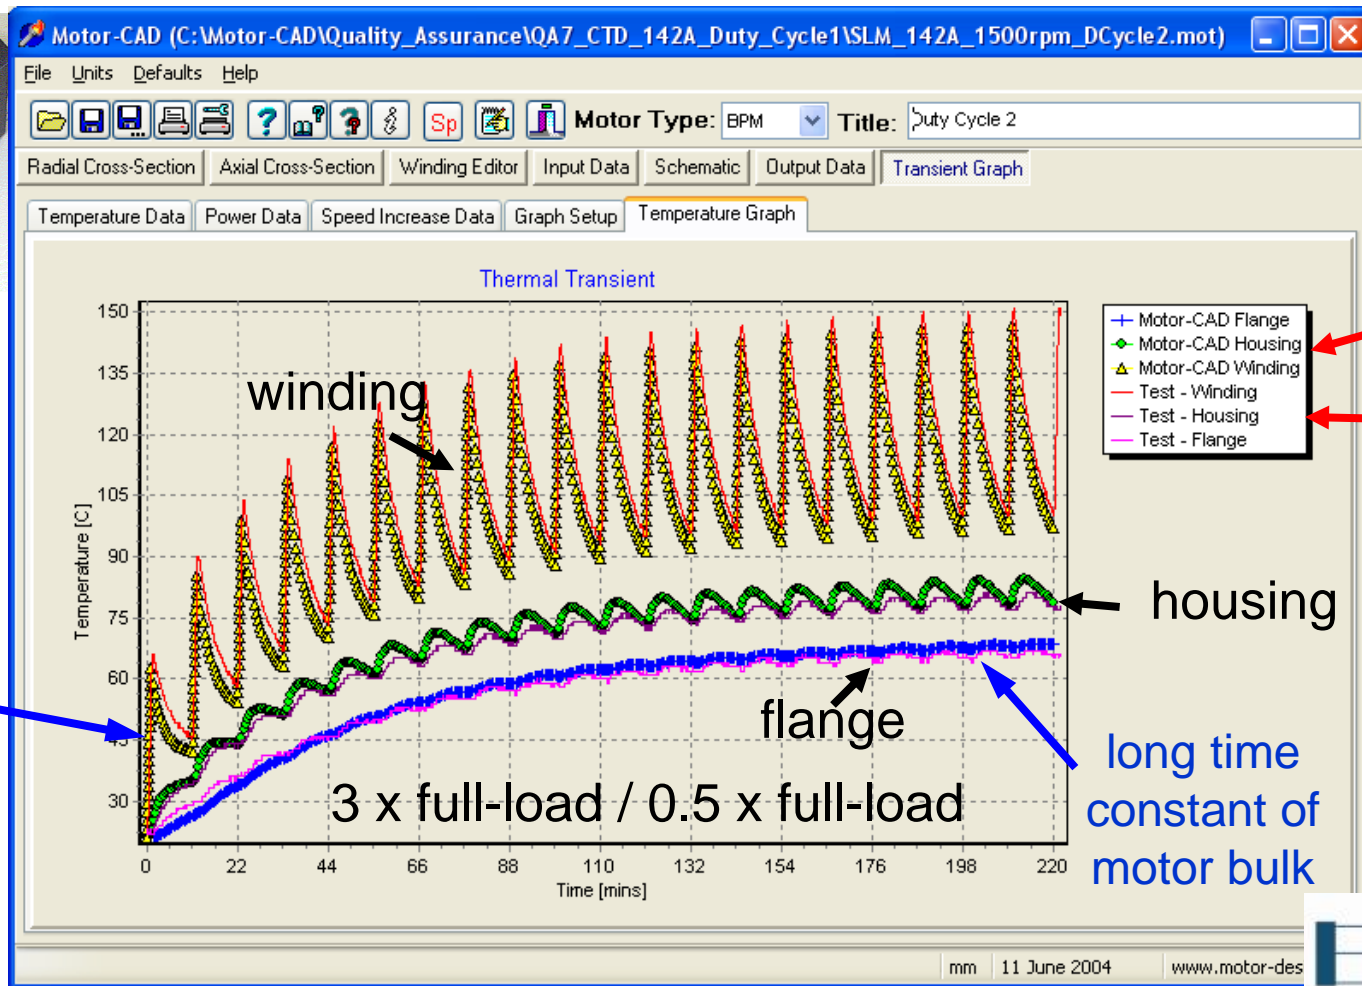 Motor-CAD (C:\Motor-CAD\Quality_Assurance\QA7_CTD_142A_Duty_Cycle1\SLM_142A_1500rpm_DCycle2.mot)
File Units Defaults Help
Sp Motor Type: BPM Title: Duty Cycle 2
Radial Cross-Section Axial Cross-Section Winding Editor Input Data Schematic Output Data Transient Graph
Temperature Data Power Data Speed Increase Data Graph Setup Temperature Graph
Thermal Transient
150
135
120
105
90
75
60
45
30
Temperature [C]
winding
housing
flange
3 x full-load / 0.5 x full-load
long time
constant of
motor bulk
0 22 44 66 88 110 132 154 176 198 220
Time [mins]
Motor-CAD Flange
Motor-CAD Housing
Motor-CAD Winding
Test - Winding
Test - Housing
Test - Flange
mm 11 June 2004 www.motor-des